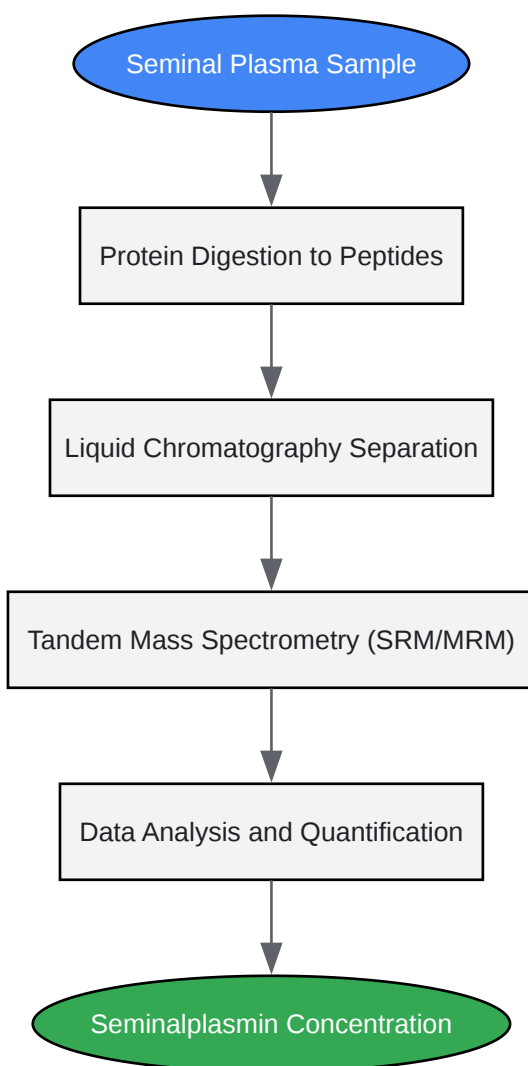 Seminal Plasma Sample
Protein Digestion to Peptides
Liquid Chromatography Separation
Tandem Mass Spectrometry (SRM/MRM)
Data Analysis and Quantification
Seminalplasmin Concentration